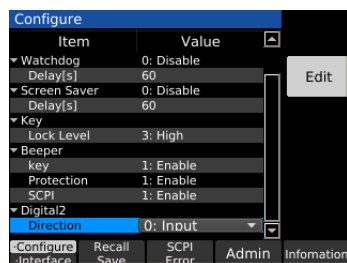 Configure
Item Value
Watchdog 0: Disable
Delay[s] 60
Edit
Screen Saver 0: Disable
Delay[s] 60
Key
Lock Level 3: High
Beeper
key 1: Enable
Protection 1: Enable
SCPI 1: Enable
Digital2
Direction 0: Input
·Configure Recall SCPI Admin Infomation
·Interface Save Error